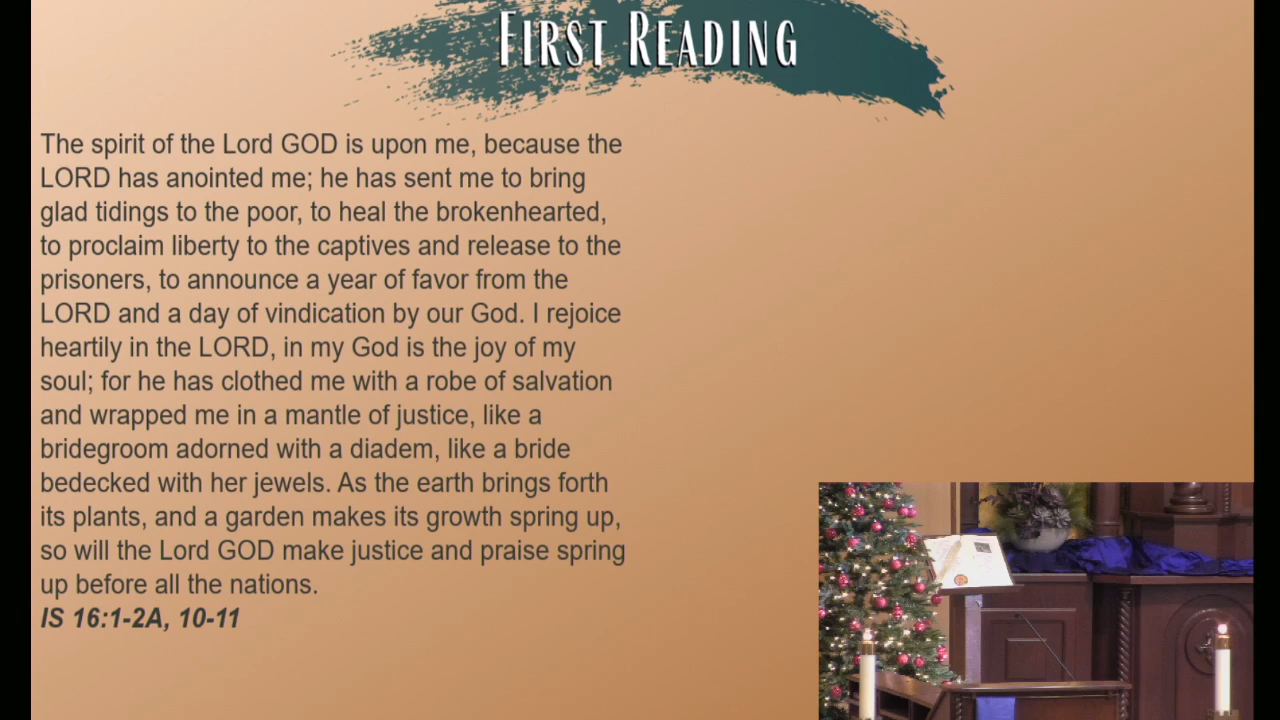 First Reading
The spirit of the Lord GOD is upon me, because the
LORD has anointed me; he has sent me to bring
glad tidings to the poor, to heal the brokenhearted,
to proclaim liberty to the captives and release to the
prisoners, to announce a year of favor from the
LORD and a day of vindication by our God. I rejoice
heartily in the LORD, in my God is the joy of my
soul; for he has clothed me with a robe of salvation
and wrapped me in a mantle of justice, like a
bridegroom adorned with a diadem, like a bride
bedecked with her jewels. As the earth brings forth
its plants, and a garden makes its growth spring up,
so will the Lord GOD make justice and praise spring
up before all the nations.
IS 16:1-2A, 10-11